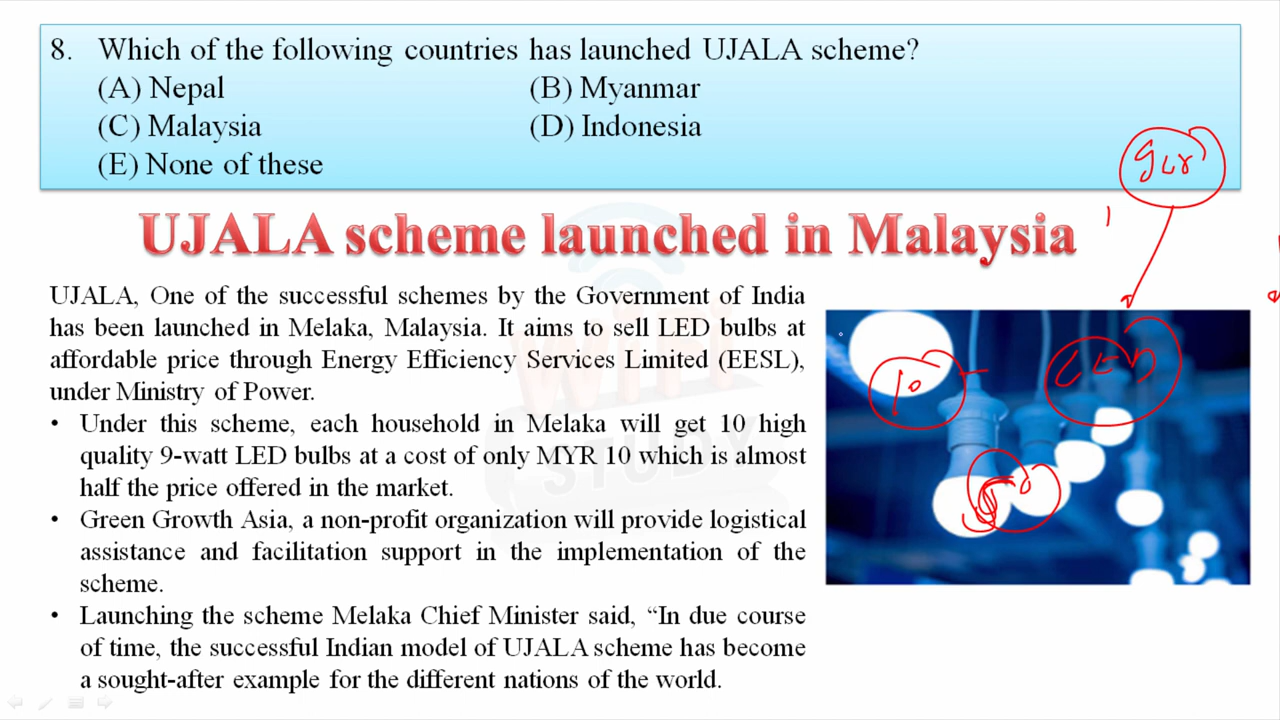 8. Which of the following countries has launched UJALA scheme?
(A) Nepal (B) Myanmar
(C) Malaysia (D) Indonesia
(E) None of these
UJALA scheme launched in Malaysia
UJALA, One of the successful schemes by the Government of India
has been launched in Melaka, Malaysia. It aims to sell LED bulbs at
affordable price through Energy Efficiency Services Limited (EESL),
under Ministry of Power.
• Under this scheme, each household in Melaka will get 10 high
quality 9-watt LED bulbs at a cost of only MYR 10 which is almost
half the price offered in the market.
• Green Growth Asia, a non-profit organization will provide logistical
assistance and facilitation support in the implementation of the
scheme.
• Launching the scheme Melaka Chief Minister said, “In due course
of time, the successful Indian model of UJALA scheme has become
a sought-after example for the different nations of the world.
WiFi
STUDY
10
LED